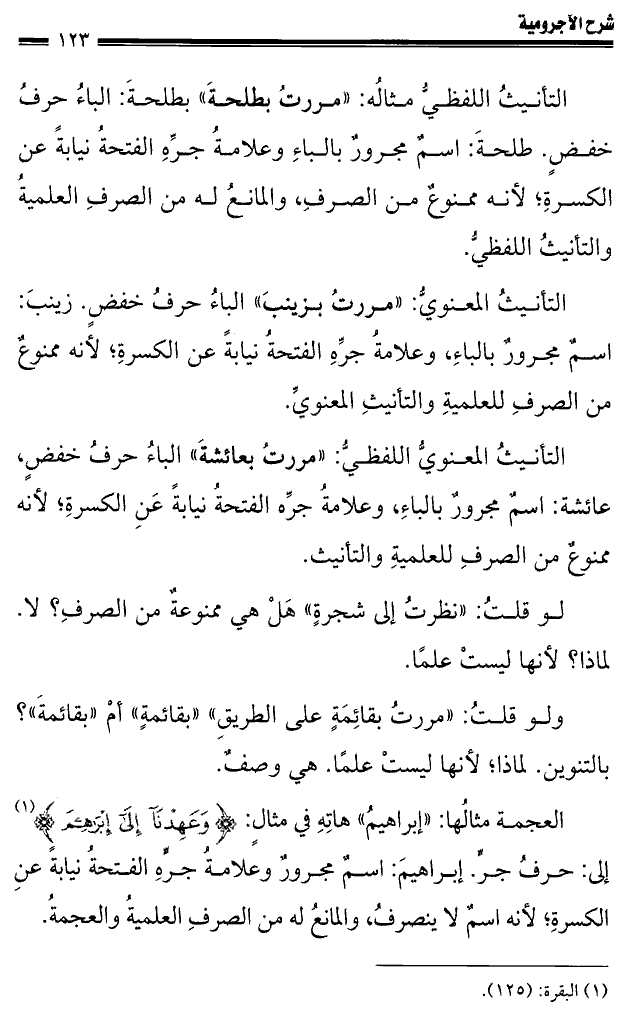 شرح الآجرومية
١٢٣
التأنيثُ اللفظيُّ مثالُه: «مررتُ بطلحةَ» بطلحةَ: الباءُ حرفُ
خفضٍ. طلحةَ: اسمٌ مجرورٌ بالباءِ وعلامةُ جرِّهِ الفتحةُ نيابةً عن
الكسرةِ؛ لأنه ممنوعٌ من الصرفِ، والمانعُ له من الصرفِ العلميةُ
والتأنيثُ اللفظيُّ.
التأنيثُ المعنويُّ: «مررتُ بزينبَ» الباءُ حرفُ خفضٍ. زينبَ:
اسمٌ مجرورٌ بالباءِ، وعلامةُ جرِّهِ الفتحةُ نيابةً عن الكسرةِ؛ لأنه ممنوعٌ
من الصرفِ للعلميةِ والتأنيثِ المعنويِّ.
التأنيثُ المعنويُّ اللفظيُّ: «مررتُ بعائشةَ» الباءُ حرفُ خفضٍ،
عائشة: اسمٌ مجرورٌ بالباءِ، وعلامةُ جرِّه الفتحةُ نيابةً عَنِ الكسرةِ؛ لأنه
ممنوعٌ من الصرفِ للعلميةِ والتأنيث.
لو قلتُ: «نظرتُ إلى شجرةٍ» هَلْ هي ممنوعةٌ من الصرفِ؟ لا.
لماذا؟ لأنها ليستْ علمًا.
ولو قلتُ: «مررتُ بقائِمَةٍ على الطريقِ» «بقائمةٍ» أمْ «بقائمةَ»؟
بالتنوين. لماذا؛ لأنها ليستْ علمًا. هي وصفٌ.
العجمة مثالُها: «إبراهيمُ» هاتِهِ في مثالٍ: ﴿وَعَهِدْنَآ إِلَىٰٓ إِبْرَٰهِـۧمَ﴾(١)
إلى: حرفُ جرٍّ. إبراهيمَ: اسمٌ مجرورٌ وعلامةُ جرِّهِ الفتحةُ نيابةً عنِ
الكسرةِ؛ لأنه اسمٌ لا ينصرفُ، والمانعُ له من الصرفِ العلميةُ والعجمةُ.
(١) البقرة: (١٢٥).